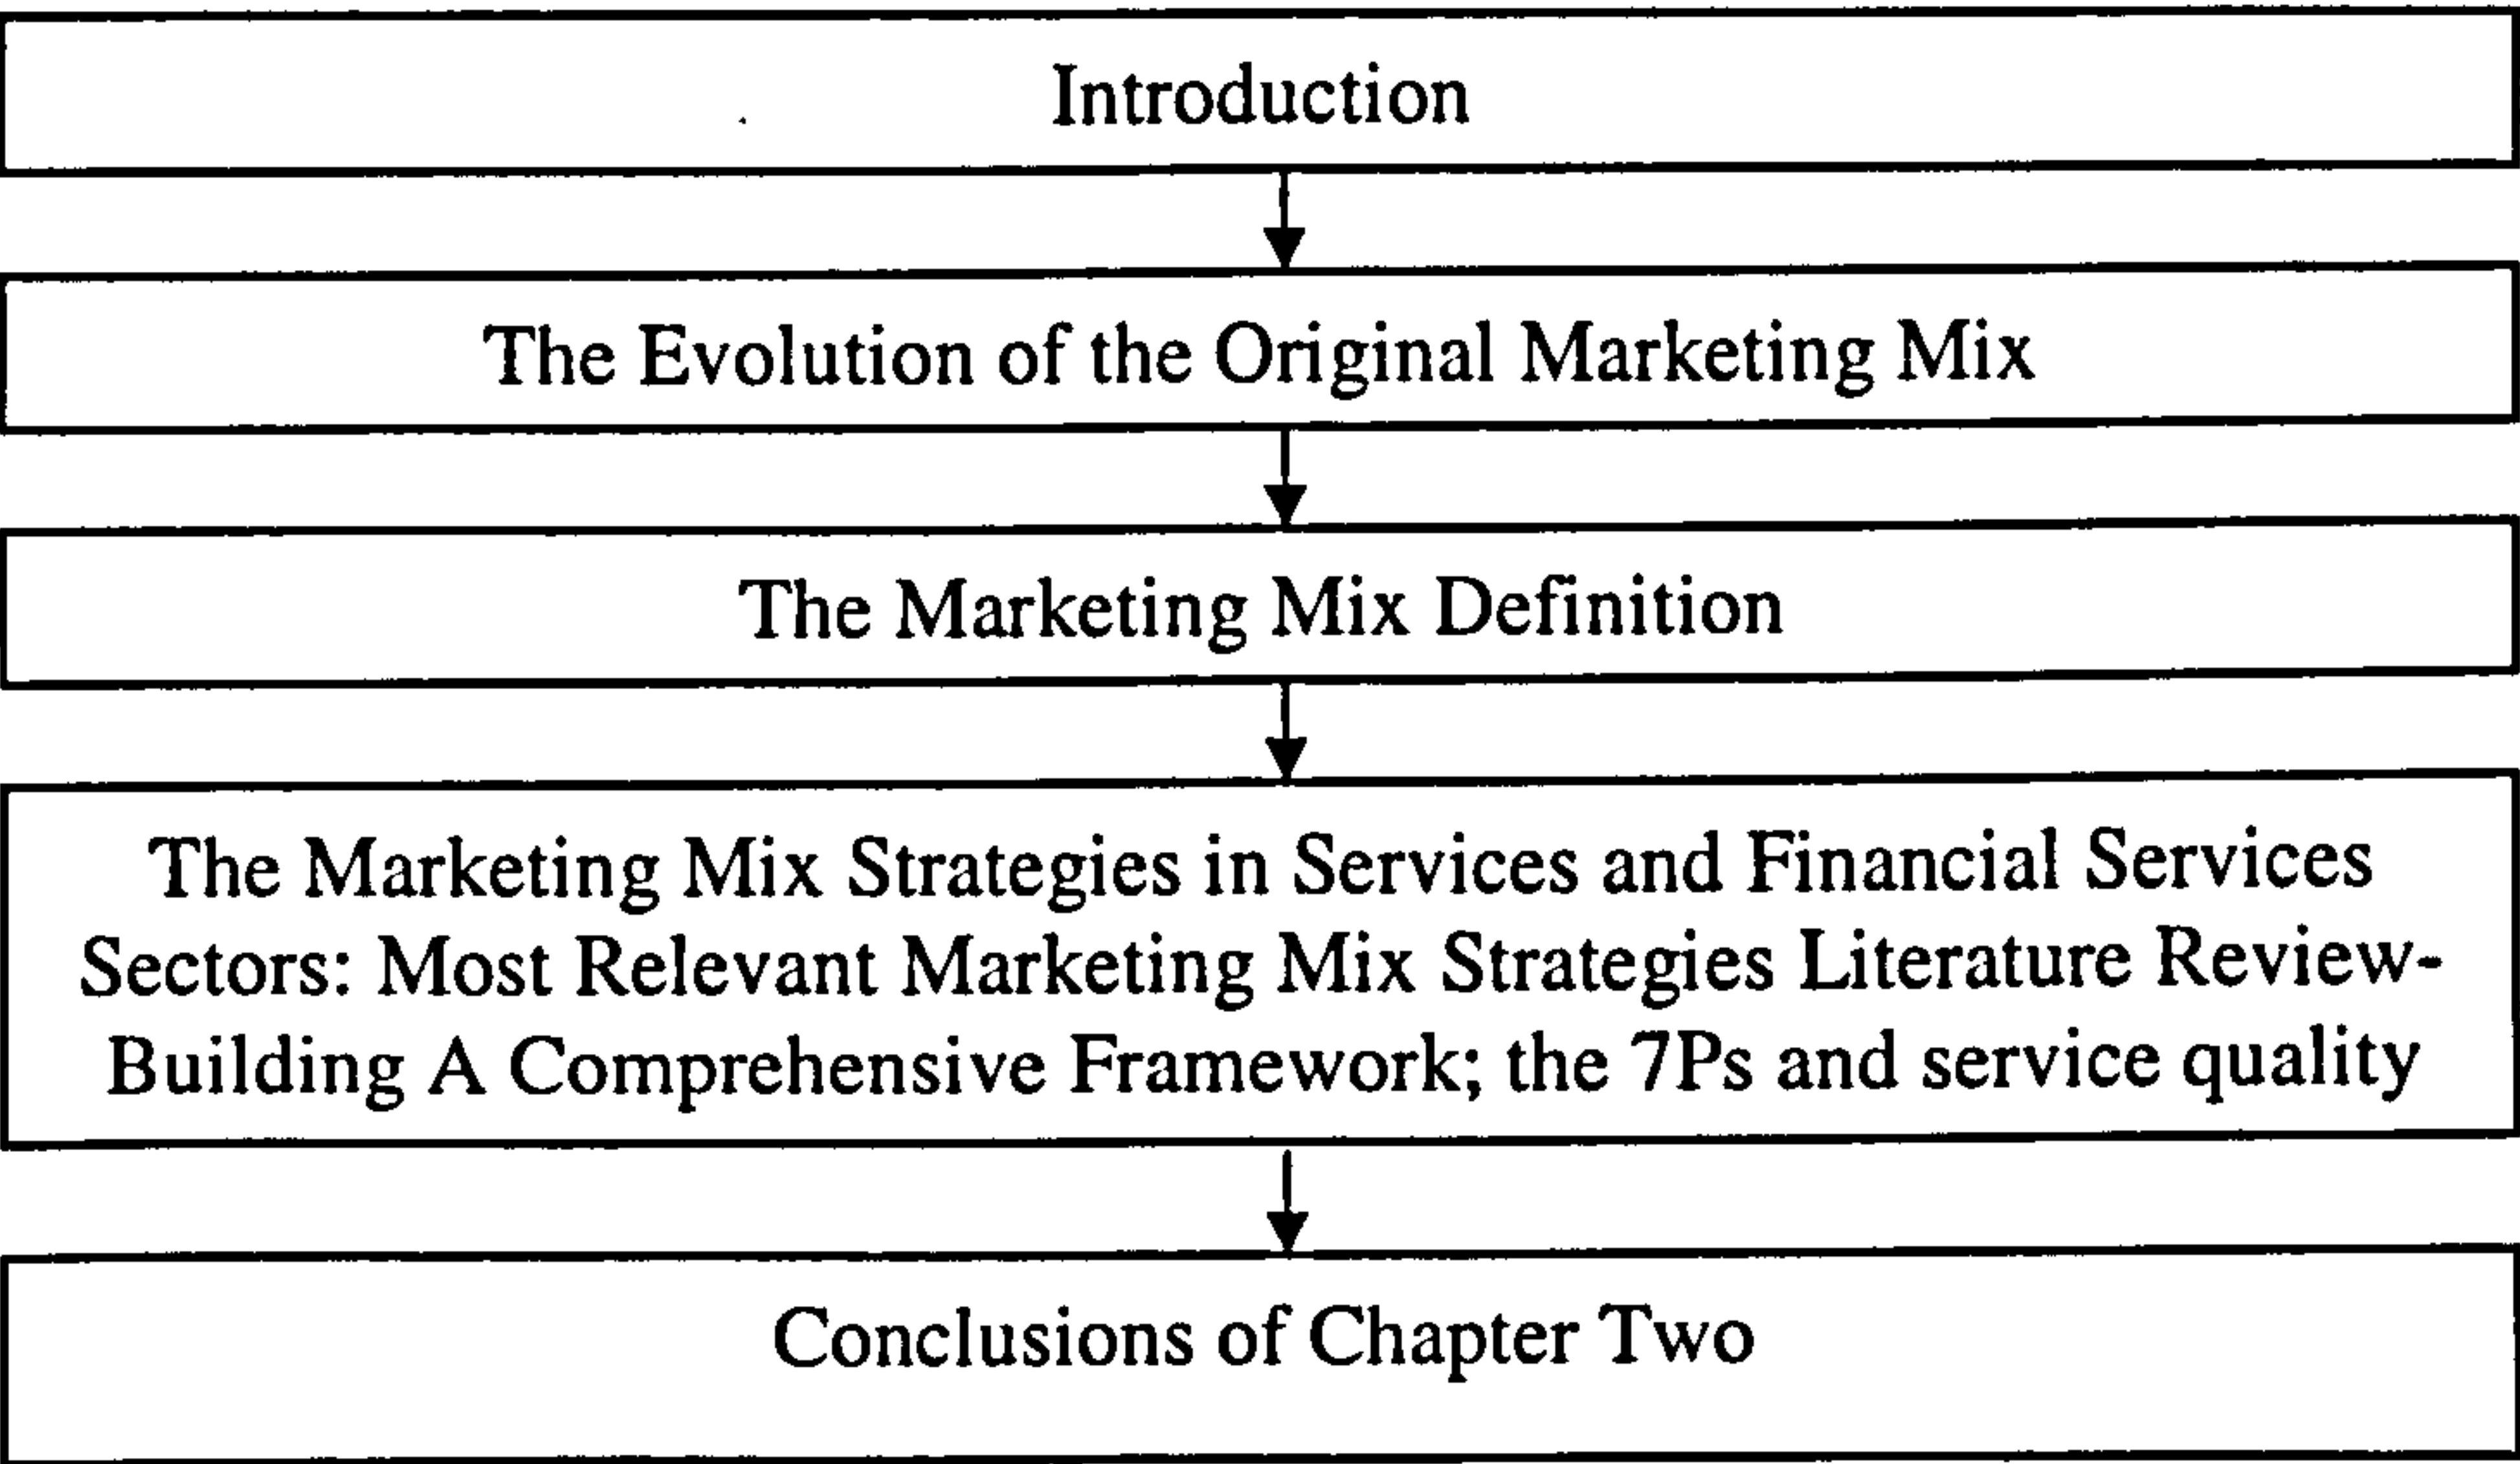 Introduction
The Evolution of the Original Marketing Mix
The Marketing Mix Definition
The Marketing Mix Strategies in Services and Financial Services
Sectors: Most Relevant Marketing Mix Strategies Literature Review-
Building A Comprehensive Framework; the 7Ps and service quality
Conclusions of Chapter Two